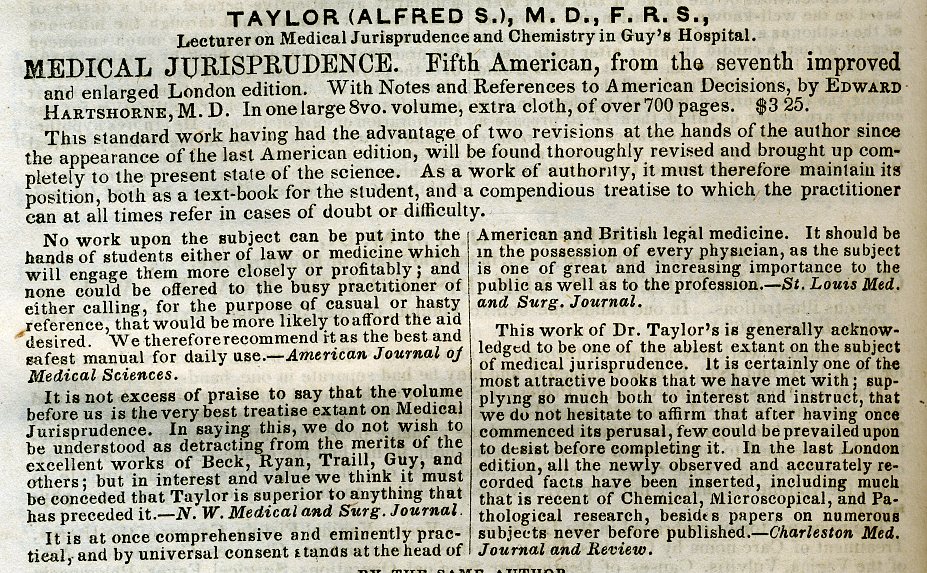 TAYLOR (ALFRED S.), M. D., F. R. S.,
Lecturer on Medical Jurisprudence and Chemistry in Guy's Hospital.
MEDICAL JURISPRUDENCE. Fifth American, from the seventh improved
and enlarged London edition. With Notes and References to American Decisions, by EDWARD
HARTSHORNE, M. D. In one large 8vo. volume, extra cloth, of over 700 pages. $3 25.
This standard work having had the advantage of two revisions at the hands of the author since
the appearance of the last American edition, will be found thoroughly revised and brought up com-
pletely to the present state of the science. As a work of authority, it must therefore maintain its
position, both as a text-book for the student, and a compendious treatise to which the practitioner
can at all times refer in cases of doubt or difficulty.
No work upon the subject can be put into the
hands of students either of law or medicine which
will engage them more closely or profitably; and
none could be offered to the busy practitioner of
either calling, for the purpose of casual or hasty
reference, that would be more likely to afford the aid
desired. We therefore recommend it as the best and
safest manual for daily use.—American Journal of
Medical Sciences.
It is not excess of praise to say that the volume
before us is the very best treatise extant on Medical
Jurisprudence. In saying this, we do not wish to
be understood as detracting from the merits of the
excellent works of Beck, Ryan, Traill, Guy, and
others; but in interest and value we think it must
be conceded that Taylor is superior to anything that
has preceded it.—N. W. Medical and Surg. Journal
It is at once comprehensive and eminently prac-
tical, and by universal consent stands at the head of
American and British legal medicine. It should be
in the possession of every physician, as the subject
is one of great and increasing importance to the
public as well as to the profession.—St. Louis Med.
and Surg. Journal.
This work of Dr. Taylor's is generally acknow-
ledged to be one of the ablest extant on the subject
of medical jurisprudence. It is certainly one of the
most attractive books that we have met with; sup-
plying so much both to interest and instruct, that
we do not hesitate to affirm that after having once
commenced its perusal, few could be prevailed upon
to desist before completing it. In the last London
edition, all the newly observed and accurately re-
corded facts have been inserted, including much
that is recent of Chemical, Microscopical, and Pa-
thological research, besides papers on numerous
subjects never before published.—Charleston Med.
Journal and Review.
BY THE SAME AUTHOR